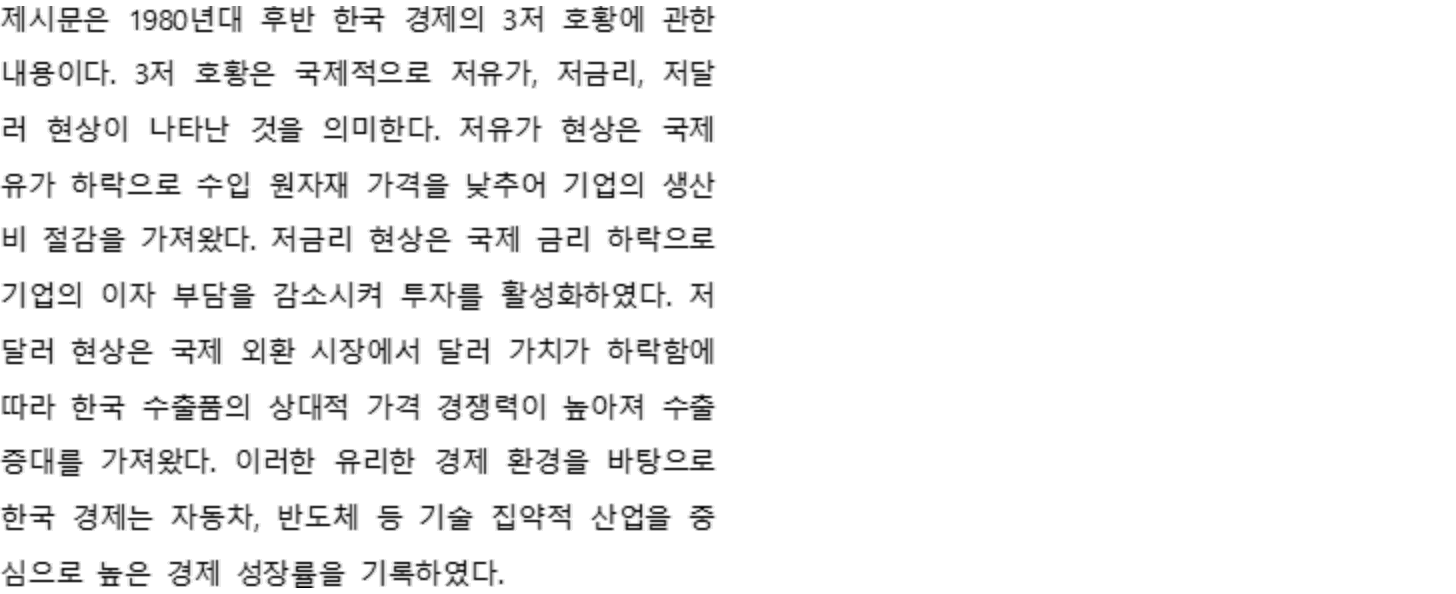 제시문은 1980년대 후반 한국 경제의 3저 호황에 관한
내용이다. 3저 호황은 국제적으로 저유가, 저금리, 저달
러 현상이 나타난 것을 의미한다. 저유가 현상은 국제
유가 하락으로 수입 원자재 가격을 낮추어 기업의 생산
비 절감을 가져왔다. 저금리 현상은 국제 금리 하락으로
기업의 이자 부담을 감소시켜 투자를 활성화하였다. 저
달러 현상은 국제 외환 시장에서 달러 가치가 하락함에
따라 한국 수출품의 상대적 가격 경쟁력이 높아져 수출
증대를 가져왔다. 이러한 유리한 경제 환경을 바탕으로
한국 경제는 자동차, 반도체 등 기술 집약적 산업을 중
심으로 높은 경제 성장률을 기록하였다.